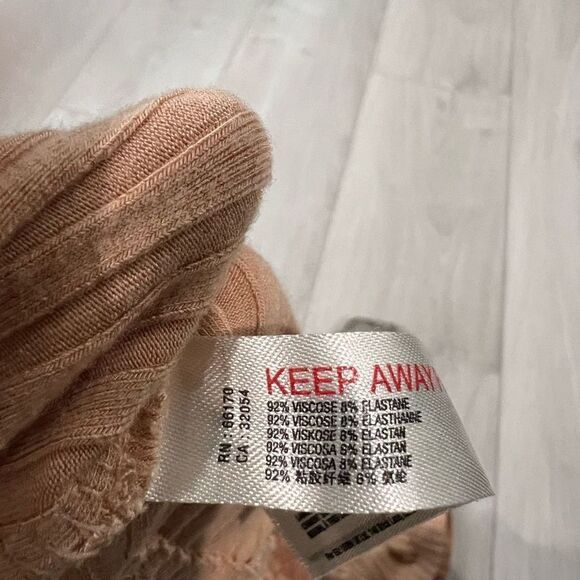 KEEP AWAY
92% VISCOSE 8% ELASTANE
92% VISCOSE 8% ELASTHANNE
92% VISKOSE 8% ELASTAN
92% VISCOSA 8% ELASTAN
92% VISCOSA 8% ELASTANE
92% 粘胶纤维 8% 氨纶
RN : 66170
CA : 32054